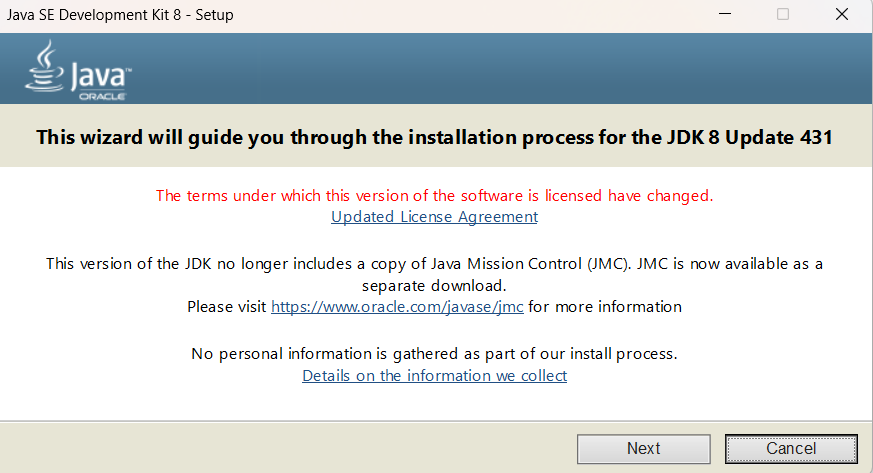 Java SE Development Kit 8 - Setup
Java™
ORACLE
This wizard will guide you through the installation process for the JDK 8 Update 431
The terms under which this version of the software is licensed have changed.
Updated License Agreement
This version of the JDK no longer includes a copy of Java Mission Control (JMC). JMC is now available as a
separate download.
Please visit https://www.oracle.com/javase/jmc for more information
No personal information is gathered as part of our install process.
Details on the information we collect
Next
Cancel